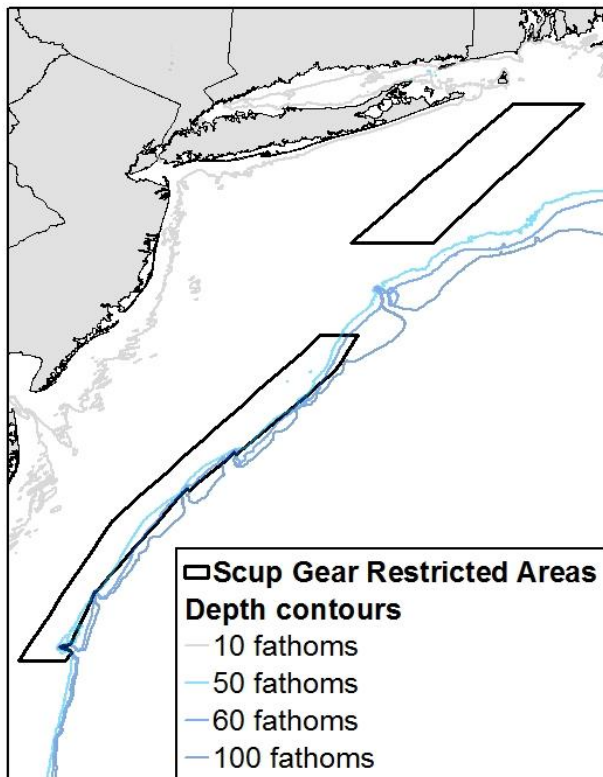 Scup Gear Restricted Areas
Depth contours
10 fathoms
50 fathoms
60 fathoms
100 fathoms